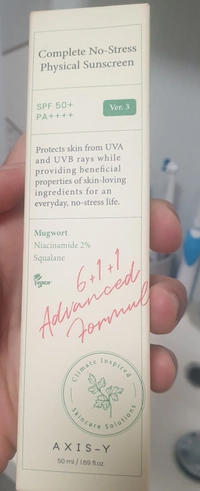 Complete No-Stress
Physical Sunscreen
SPF 50+
PA++++
Ver. 3
Protects skin from UVA
and UVB rays while
providing beneficial
properties of skin-loving
ingredients for an
everyday, no-stress life.
Mugwort
Niacinamide 2%
Squalane
Vegan
6+1+1
Advanced
Formula
Climate Inspired
Skincare Solutions
AXIS-Y
50 ml / 1.69 fl.oz.